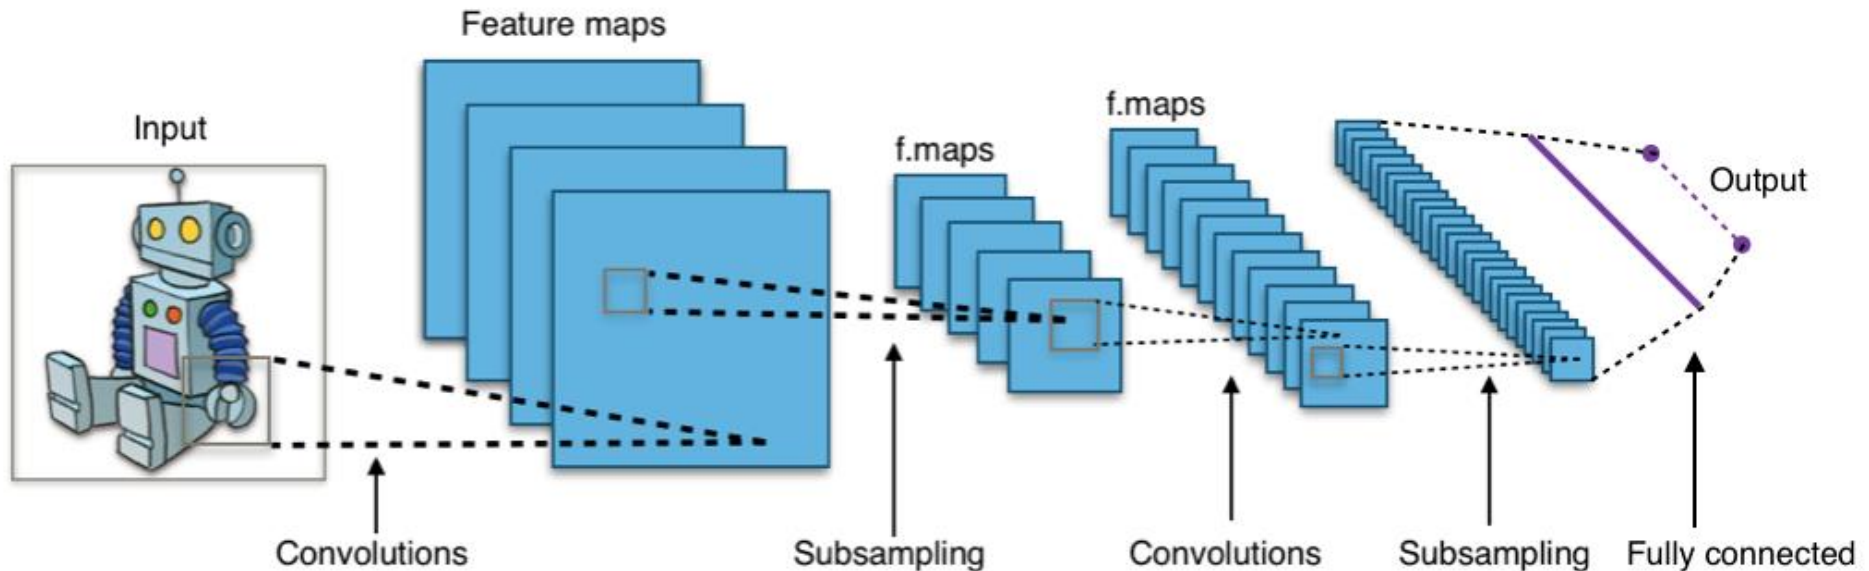 Feature maps
Input
f.maps
f.maps
Output
Convolutions
Subsampling
Convolutions
Subsampling
Fully connected